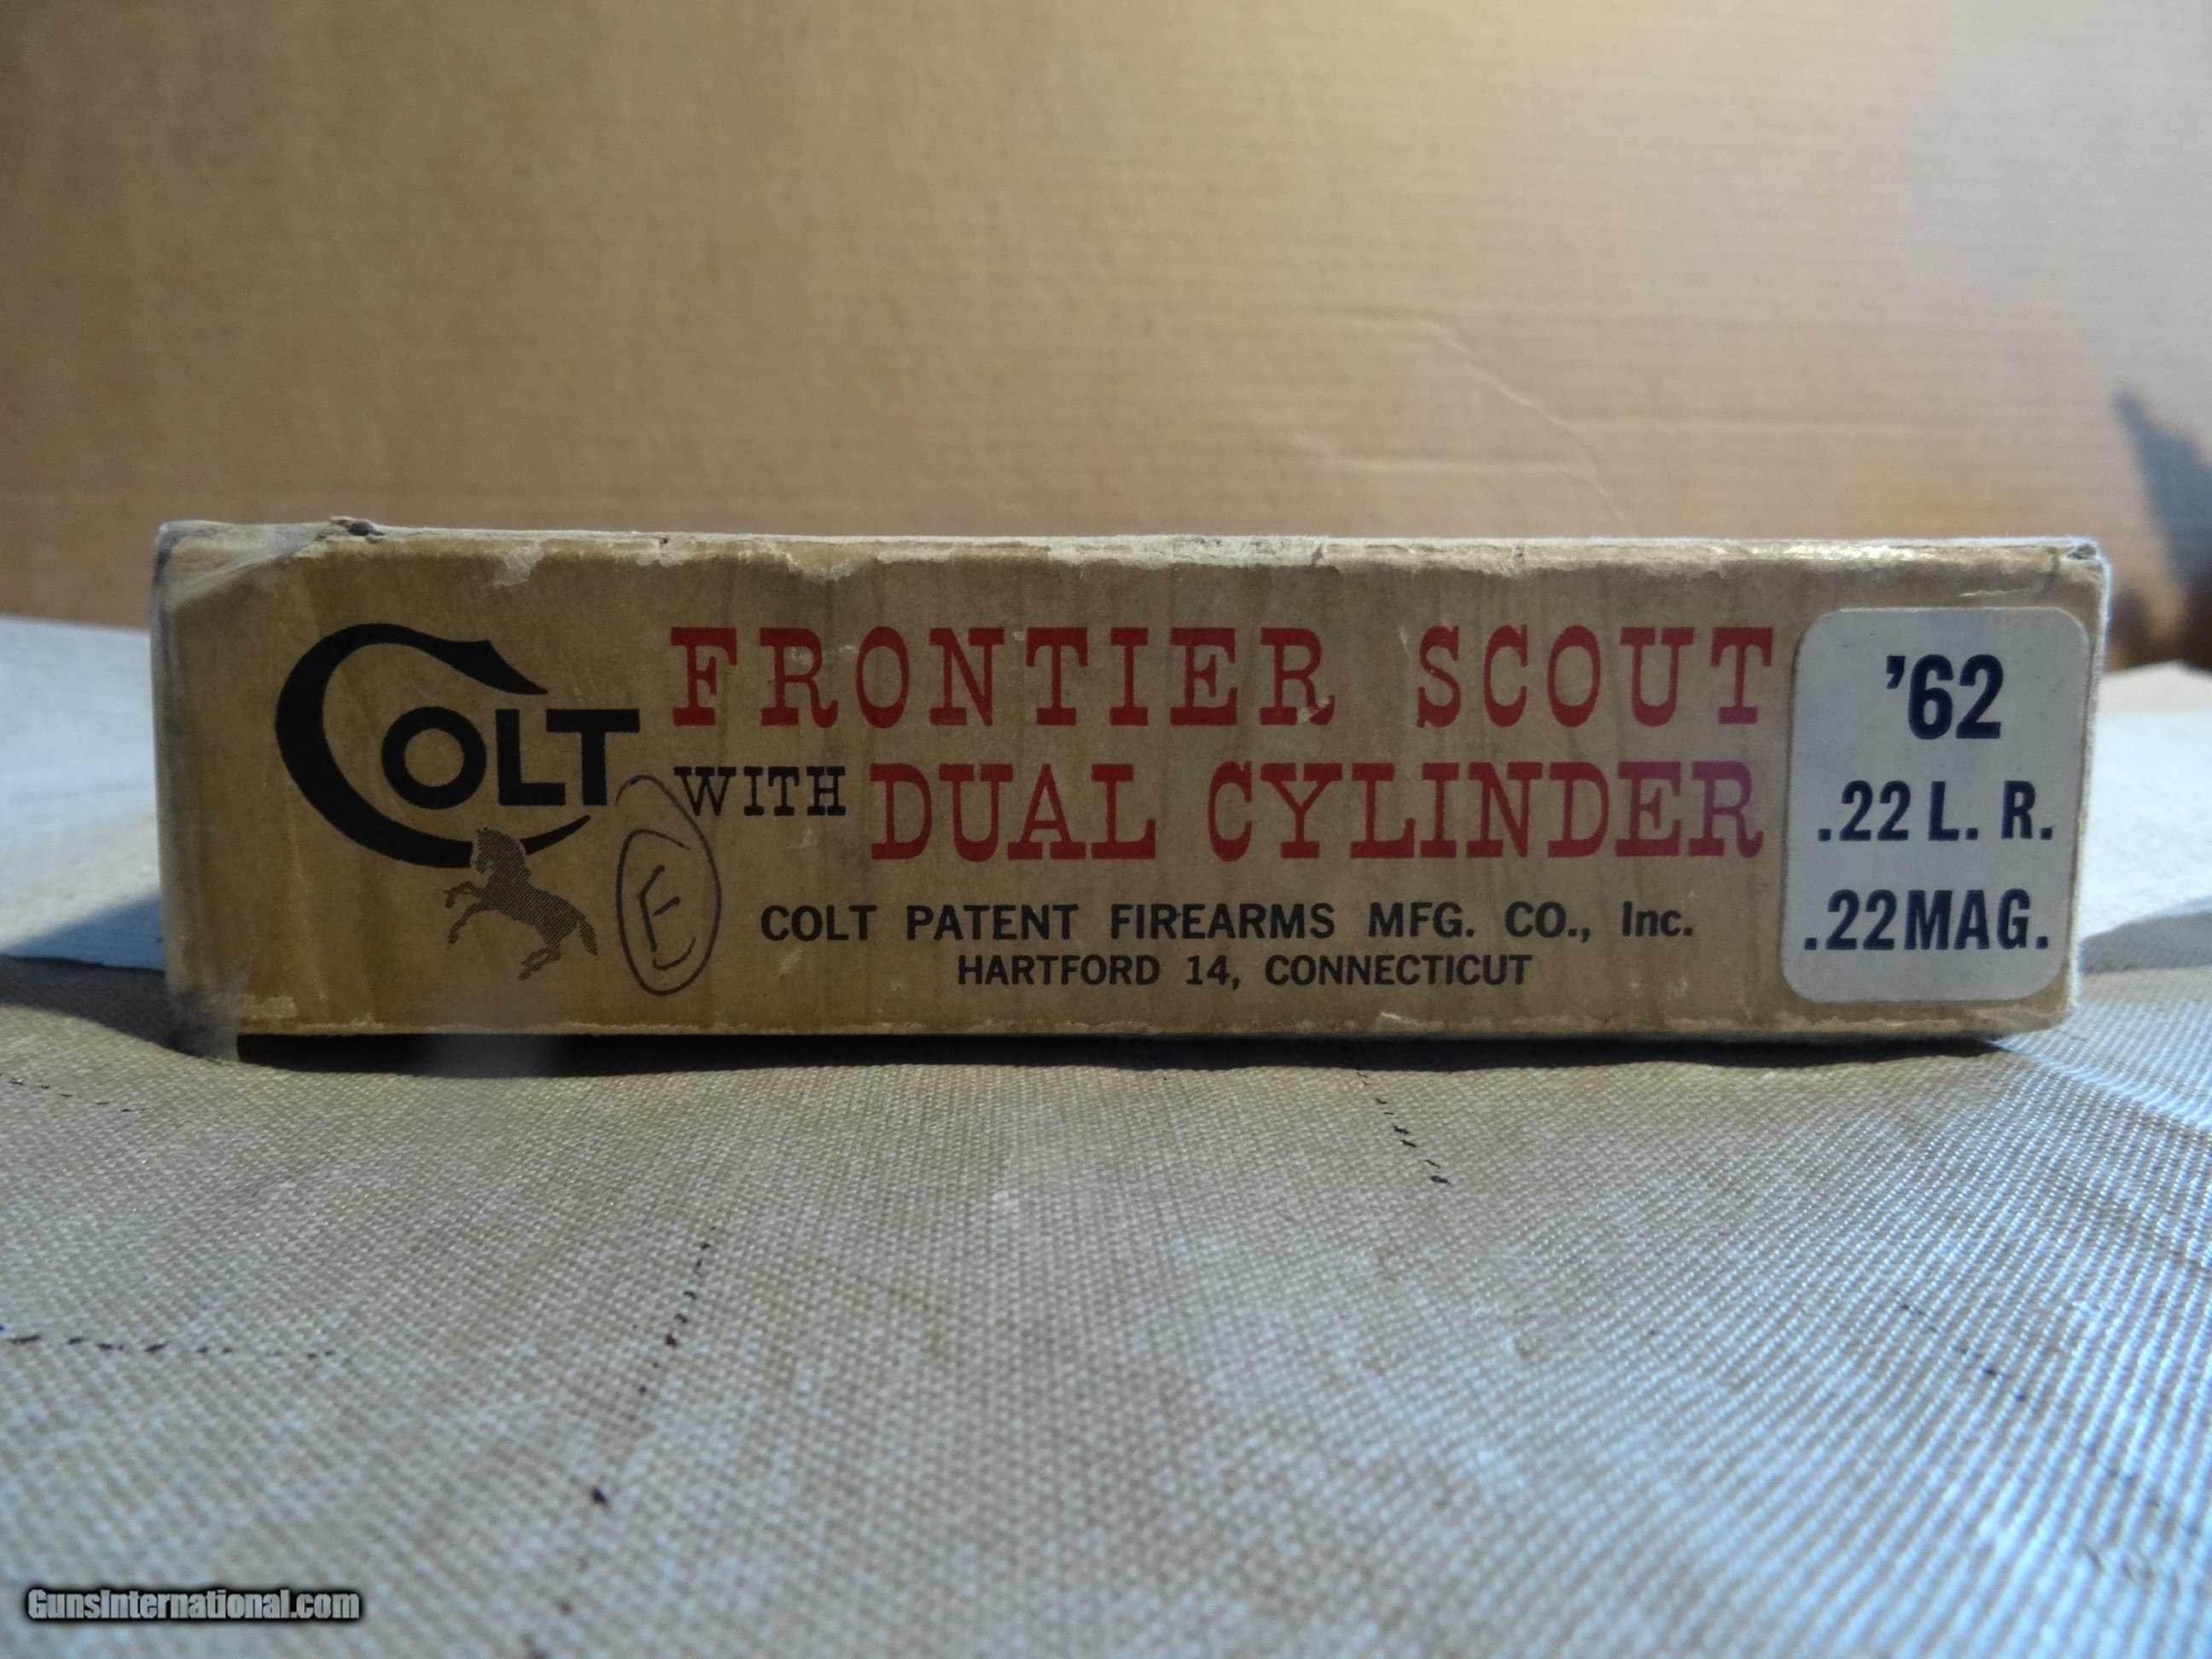 COLT
FRONTIER SCOUT
WITH DUAL CYLINDER
E
COLT PATENT FIREARMS MFG. CO., Inc.
HARTFORD 14, CONNECTICUT
'62
.22 L. R.
.22 MAG.
GunsInternational.com